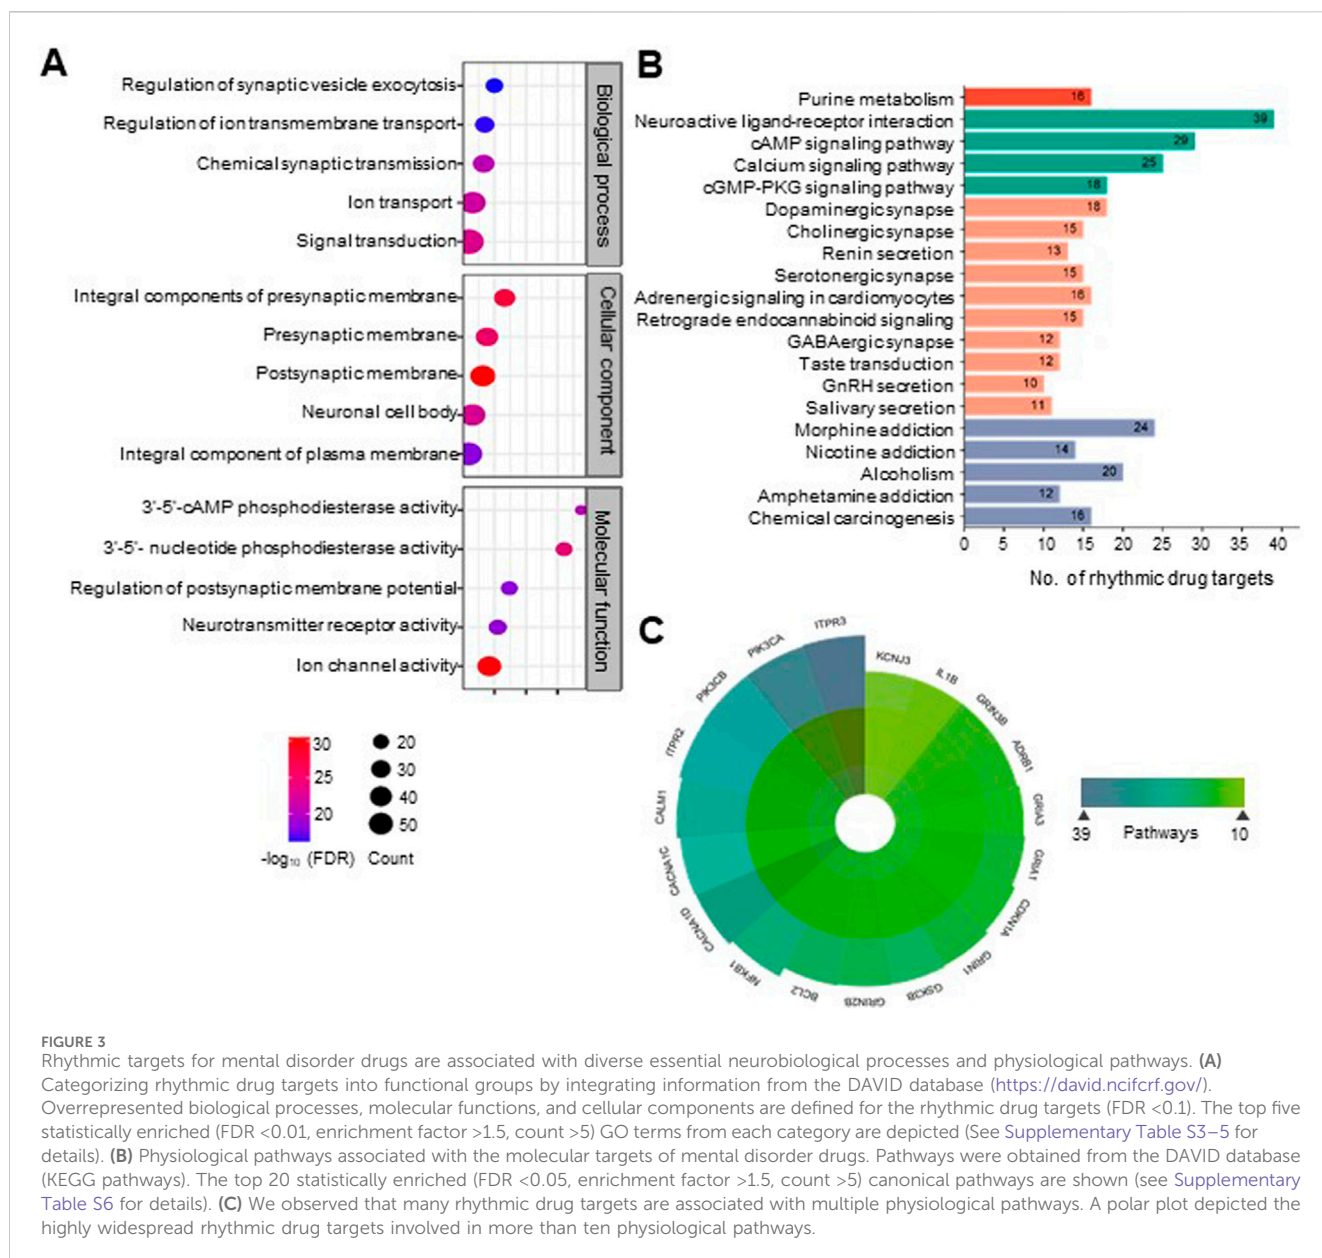 A
Regulation of synaptic vesicle exocytosis
Regulation of ion transmembrane transport
Chemical synaptic transmission
Ion transport
Signal transduction
Biological process
Integral components of presynaptic membrane
Presynaptic membrane
Postsynaptic membrane
Neuronal cell body
Integral component of plasma membrane
Cellular component
3'-5'-cAMP phosphodiesterase activity
3'-5'- nucleotide phosphodiesterase activity
Regulation of postsynaptic membrane potential
Neurotransmitter receptor activity
Ion channel activity
Molecular function
30
25
20
-log₁₀ (FDR)
20
30
40
50
Count
B
Purine metabolism 16
Neuroactive ligand-receptor interaction 39
cAMP signaling pathway 29
Calcium signaling pathway 25
cGMP-PKG signaling pathway 18
Dopaminergic synapse 18
Cholinergic synapse 15
Renin secretion 13
Serotonergic synapse 15
Adrenergic signaling in cardiomyocytes 16
Retrograde endocannabinoid signaling 15
GABAergic synapse 12
Taste transduction 12
GnRH secretion 10
Salivary secretion 11
Morphine addiction 24
Nicotine addiction 14
Alcoholism 20
Amphetamine addiction 12
Chemical carcinogenesis 16
0 5 10 15 20 25 30 35 40
No. of rhythmic drug targets
C
KCNJ3
IL1B
GRIN3B
ADRB1
GRIA3
GRIA1
CDKN1A
GRIN1
GSK3B
GRIN2B
BCL2
NFKB1
CACNA1D
CACNA1C
CALM1
ITPR2
PIK3CB
PIK3CA
ITPR3
39 Pathways 10
FIGURE 3
Rhythmic targets for mental disorder drugs are associated with diverse essential neurobiological processes and physiological pathways. (A)
Categorizing rhythmic drug targets into functional groups by integrating information from the DAVID database (https://david.ncifcrf.gov/).
Overrepresented biological processes, molecular functions, and cellular components are defined for the rhythmic drug targets (FDR <0.1). The top five
statistically enriched (FDR <0.01, enrichment factor >1.5, count >5) GO terms from each category are depicted (See Supplementary Table S3–5 for
details). (B) Physiological pathways associated with the molecular targets of mental disorder drugs. Pathways were obtained from the DAVID database
(KEGG pathways). The top 20 statistically enriched (FDR <0.05, enrichment factor >1.5, count >5) canonical pathways are shown (see Supplementary
Table S6 for details). (C) We observed that many rhythmic drug targets are associated with multiple physiological pathways. A polar plot depicted the
highly widespread rhythmic drug targets involved in more than ten physiological pathways.